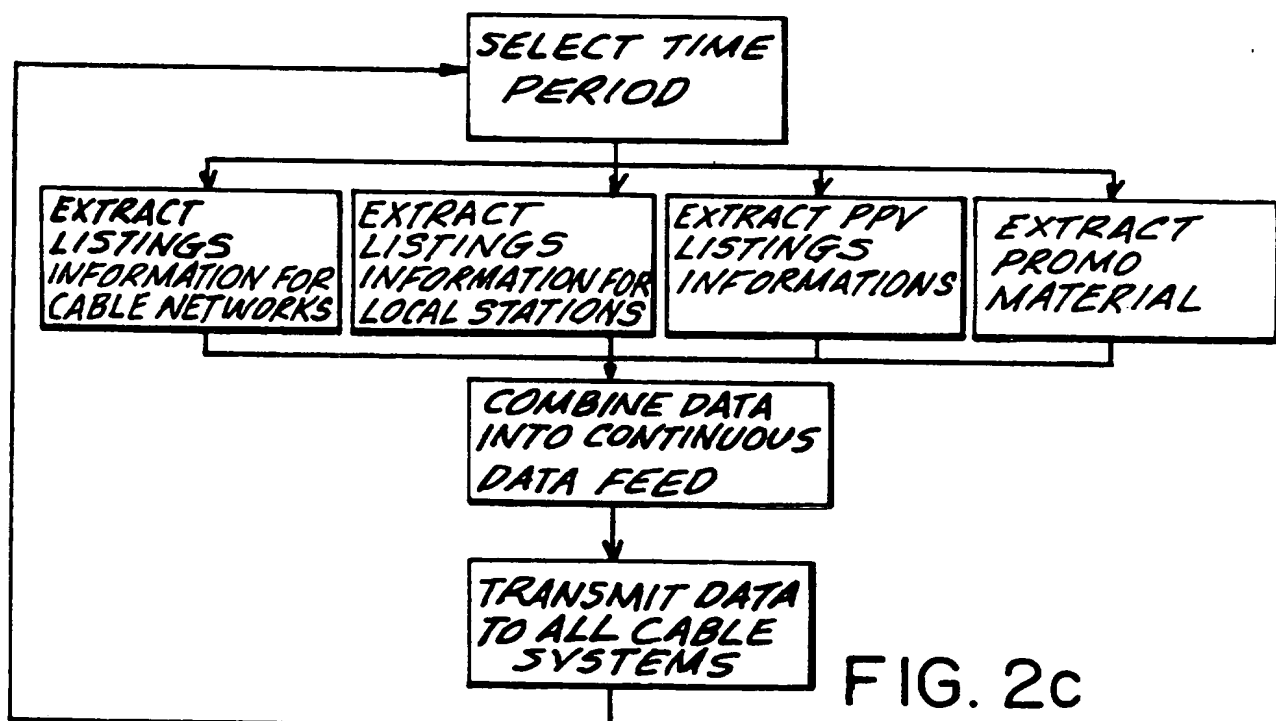 SELECT TIME
PERIOD
EXTRACT
LISTINGS
INFORMATION FOR
CABLE NETWORKS
EXTRACT
LISTINGS
INFORMATION FOR
LOCAL STATIONS
EXTRACT PPV
LISTINGS
INFORMATIONS
EXTRACT
PROMO
MATERIAL
COMBINE DATA
INTO CONTINUOUS
DATA FEED
TRANSMIT DATA
TO ALL CABLE
SYSTEMS
FIG. 2c